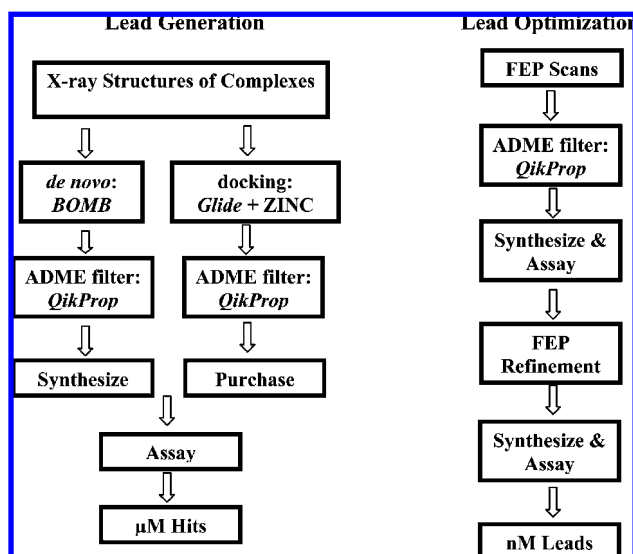 Lead Generation
X-ray Structures of Complexes
de novo:
BOMB
docking:
Glide + ZINC
ADME filter:
QikProp
ADME filter:
QikProp
Synthesize
Purchase
Assay
μM Hits
Lead Optimization
FEP Scans
ADME filter:
QikProp
Synthesize &
Assay
FEP
Refinement
Synthesize &
Assay
nM Leads